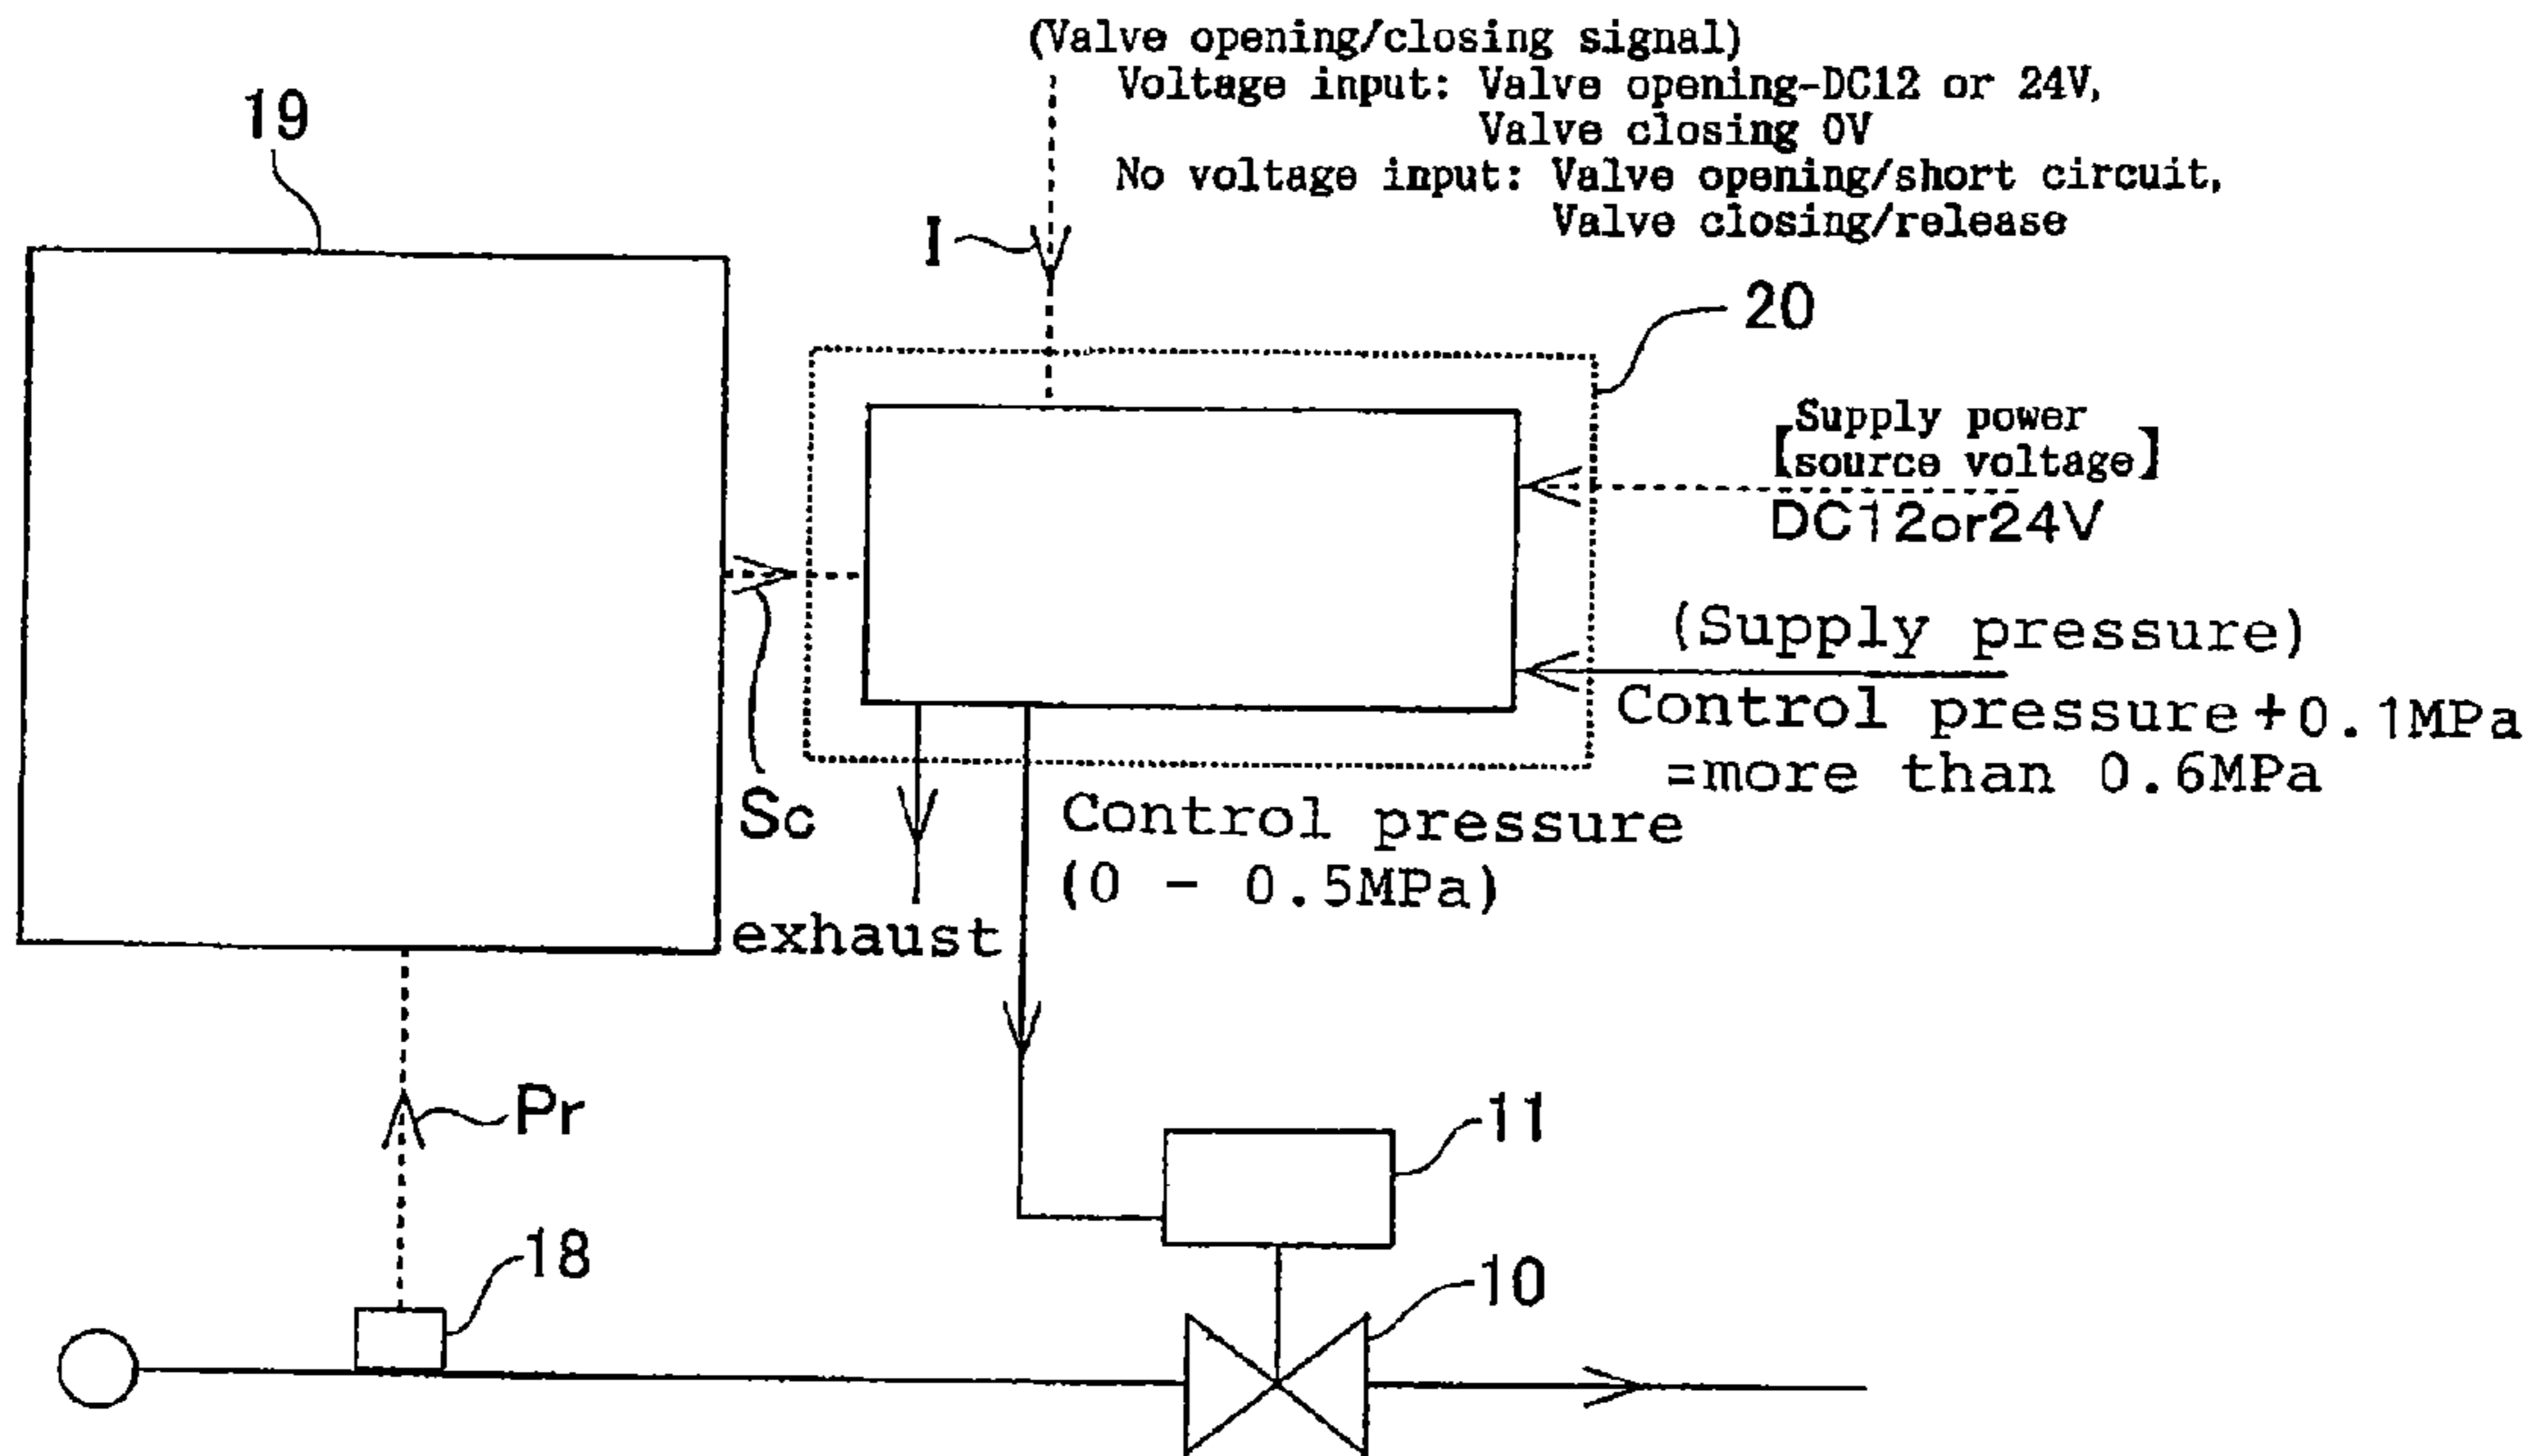 (Valve opening/closing signal)
Voltage input: Valve opening-DC12 or 24V,
Valve closing 0V
No voltage input: Valve opening/short circuit,
Valve closing/release
19
I
20
[Supply power
source voltage]
DC12or24V
(Supply pressure)
Control pressure+0.1MPa
=more than 0.6MPa
Sc
Control pressure
(0 - 0.5MPa)
exhaust
Pr
11
18
10